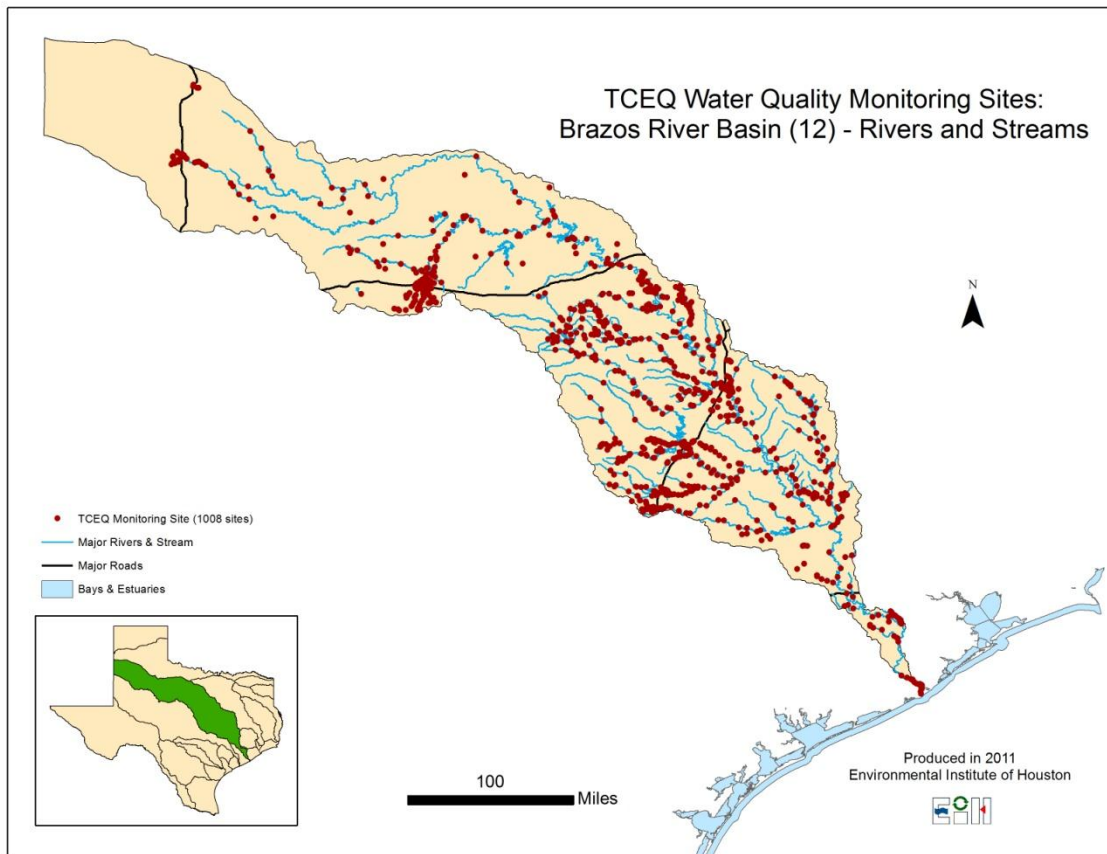 TCEQ Water Quality Monitoring Sites:
Brazos River Basin (12) - Rivers and Streams
N
TCEQ Monitoring Site (1008 sites)
Major Rivers & Stream
Major Roads
Bays & Estuaries
100
Miles
Produced in 2011
Environmental Institute of Houston
EIH